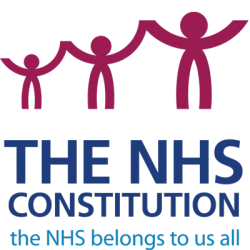 THE NHS
CONSTITUTION
the NHS belongs to us all